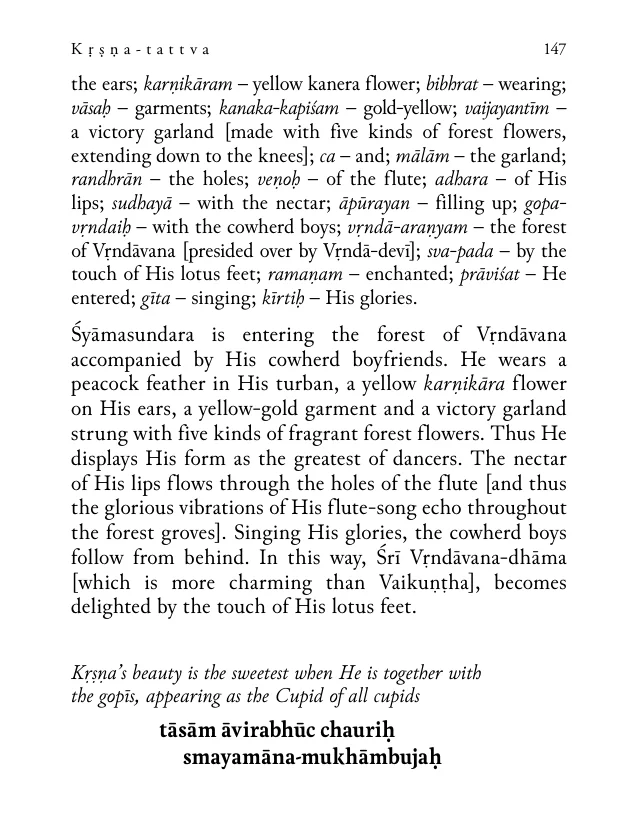 Kṛṣṇa-tattva 147
the ears; karṇikāram – yellow kanera flower; bibhrat – wearing;
vāsaḥ – garments; kanaka-kapiśam – gold-yellow; vaijayantīm –
a victory garland [made with five kinds of forest flowers,
extending down to the knees]; ca – and; mālām – the garland;
randhrān – the holes; veṇoḥ – of the flute; adhara – of His
lips; sudhayā – with the nectar; āpūrayan – filling up; gopa-
vṛndaiḥ – with the cowherd boys; vṛndā-araṇyam – the forest
of Vṛndāvana [presided over by Vṛndā-devī]; sva-pada – by the
touch of His lotus feet; ramaṇam – enchanted; prāviśat – He
entered; gīta – singing; kīrtiḥ – His glories.
Śyāmasundara is entering the forest of Vṛndāvana
accompanied by His cowherd boyfriends. He wears a
peacock feather in His turban, a yellow karṇikāra flower
on His ears, a yellow-gold garment and a victory garland
strung with five kinds of fragrant forest flowers. Thus He
displays His form as the greatest of dancers. The nectar
of His lips flows through the holes of the flute [and thus
the glorious vibrations of His flute-song echo throughout
the forest groves]. Singing His glories, the cowherd boys
follow from behind. In this way, Śrī Vṛndāvana-dhāma
[which is more charming than Vaikuṇṭha], becomes
delighted by the touch of His lotus feet.
Kṛṣṇa’s beauty is the sweetest when He is together with
the gopīs, appearing as the Cupid of all cupids
tāsām āvirabhūc chauriḥ
smayamāna-mukhāmbujaḥ